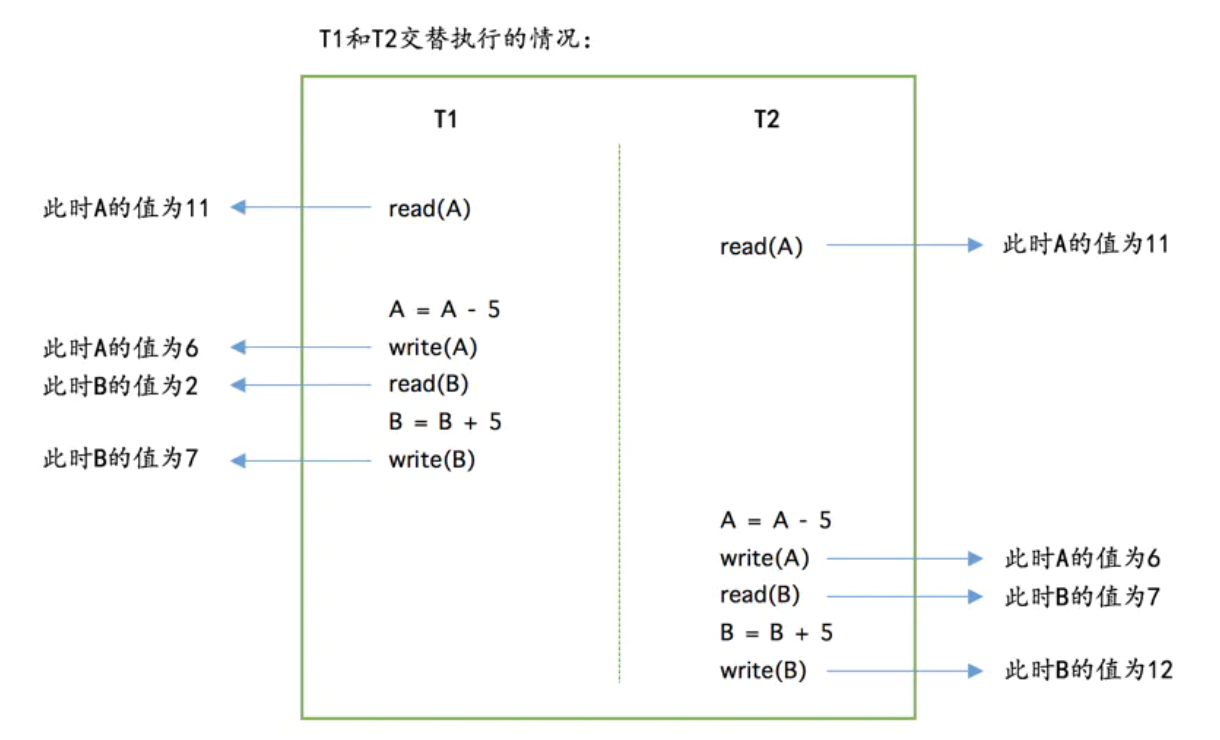 T1和T2交替执行的情况：
T1 T2
此时A的值为11 read(A)
read(A) 此时A的值为11
A = A - 5
此时A的值为6 write(A)
此时B的值为2 read(B)
B = B + 5
此时B的值为7 write(B)
A = A - 5
write(A) 此时A的值为6
read(B) 此时B的值为7
B = B + 5
write(B) 此时B的值为12